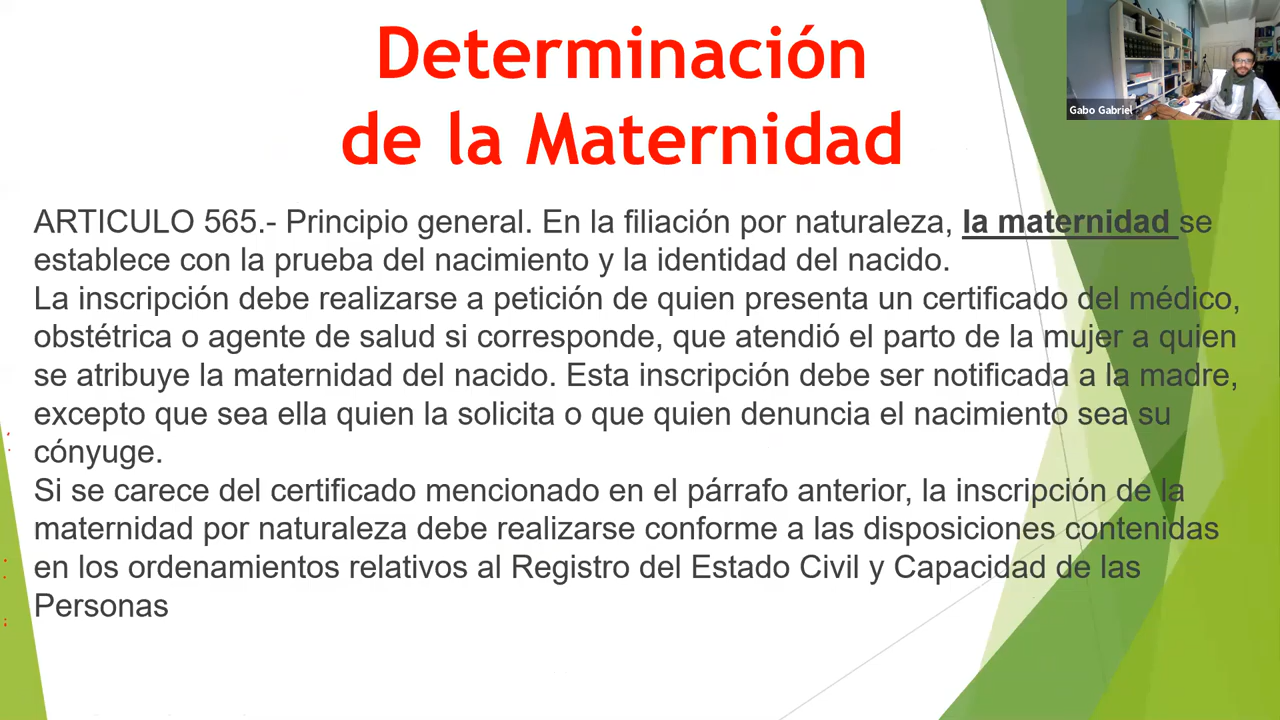 Determinación
de la Maternidad
Gabo Gabriel
ARTICULO 565.- Principio general. En la filiación por naturaleza, la maternidad se
establece con la prueba del nacimiento y la identidad del nacido.
La inscripción debe realizarse a petición de quien presenta un certificado del médico,
obstétrica o agente de salud si corresponde, que atendió el parto de la mujer a quien
se atribuye la maternidad del nacido. Esta inscripción debe ser notificada a la madre,
excepto que sea ella quien la solicita o que quien denuncia el nacimiento sea su
cónyuge.
Si se carece del certificado mencionado en el párrafo anterior, la inscripción de la
maternidad por naturaleza debe realizarse conforme a las disposiciones contenidas
en los ordenamientos relativos al Registro del Estado Civil y Capacidad de las
Personas